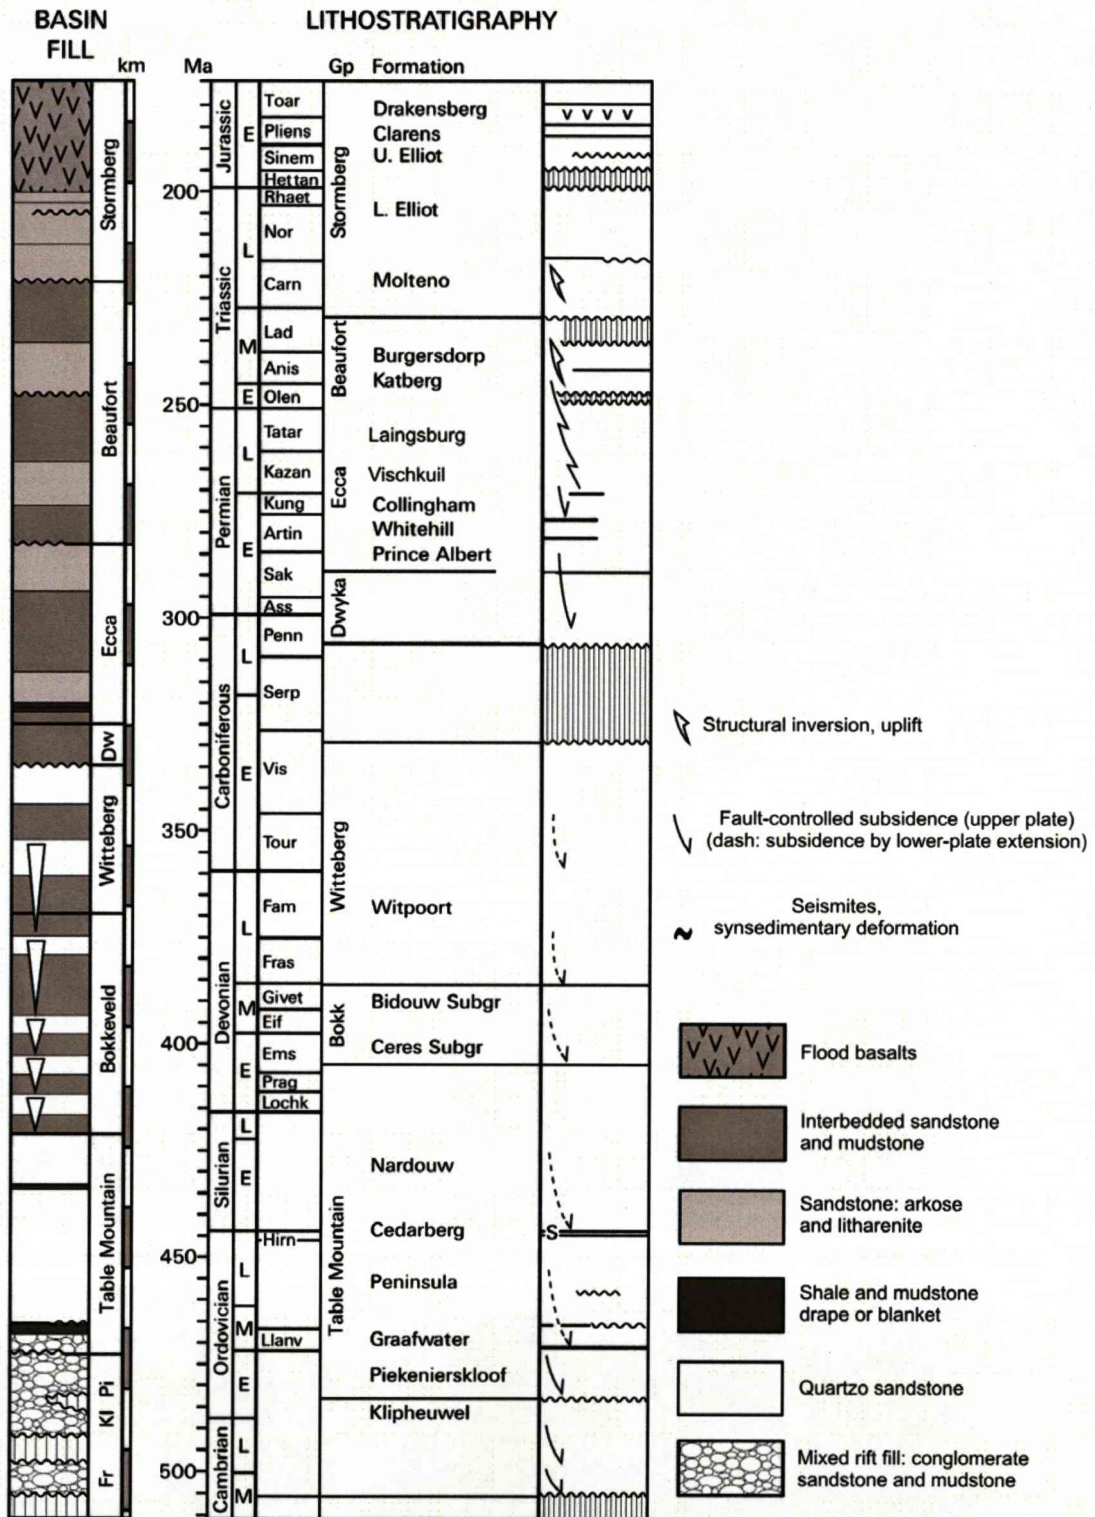 BASIN
FILL
LITHOSTRATIGRAPHY
km
Ma
Gp
Formation
Stormberg
Beaufort
Ecca
Dw
Witteberg
Bokkeveld
Table Mountain
Pi
Kl
Fr
200
250
300
350
400
450
500
Jurassic
Triassic
Permian
Carboniferous
Devonian
Silurian
Ordovician
Cambrian
E
L
M
E
L
E
L
E
L
M
E
L
E
L
M
E
L
M
Toar
Pliens
Sinem
Hettan
Rhaet
Nor
Carn
Lad
Anis
Olen
Tatar
Kazan
Kung
Artin
Sak
Ass
Penn
Serp
Vis
Tour
Fam
Fras
Givet
Eif
Ems
Prag
Lochk
Hirn
Llanv
Stormberg
Beaufort
Ecca
Dwyka
Witteberg
Bokk
Table Mountain
Drakensberg
Clarens
U. Elliot
L. Elliot
Molteno
Burgersdorp
Katberg
Laingsburg
Vischkuil
Collingham
Whitehill
Prince Albert
Witpoort
Bidouw Subgr
Ceres Subgr
Nardouw
Cedarberg
Peninsula
Graafwater
Piekenierskloof
Klipheuwel
S
Structural inversion, uplift
Fault-controlled subsidence (upper plate)
(dash: subsidence by lower-plate extension)
Seismites,
synsedimentary deformation
Flood basalts
Interbedded sandstone
and mudstone
Sandstone: arkose
and litharenite
Shale and mudstone
drape or blanket
Quartzo sandstone
Mixed rift fill: conglomerate
sandstone and mudstone